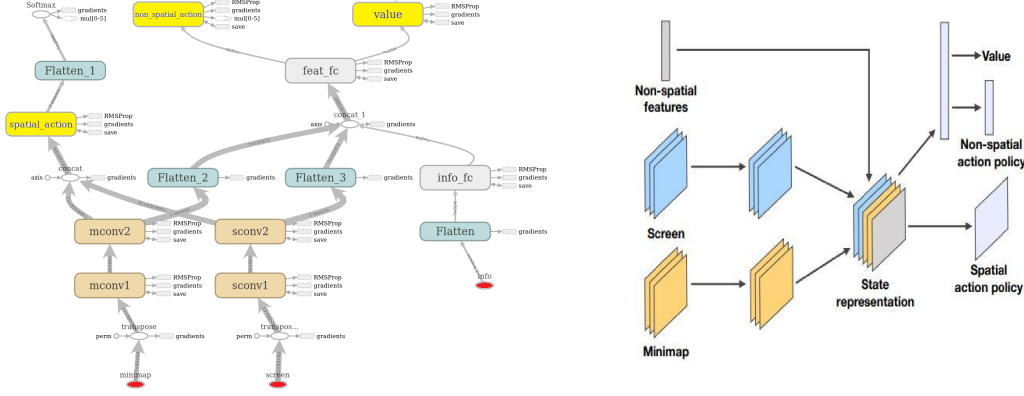 Softmax
gradients
mul[0-5]
non_spatial_action
RMSProp
gradients
mul[0-5]
save
value
RMSProp
gradients
save
Flatten_1
feat_fc
RMSProp
gradients
save
spatial_action
RMSProp
gradients
save
axis
concat_1
gradients
concat
axis
gradients
Flatten_2
gradients
Flatten_3
gradients
info_fc
RMSProp
gradients
save
mconv2
RMSProp
gradients
save
sconv2
RMSProp
gradients
save
Flatten
gradients
info
mconv1
RMSProp
gradients
save
sconv1
RMSProp
gradients
save
transpose
perm
gradients
transpos...
perm
gradients
minimap
screen
Non-spatial
features
Value
Non-spatial
action policy
Screen
State
representation
Spatial
action policy
Minimap